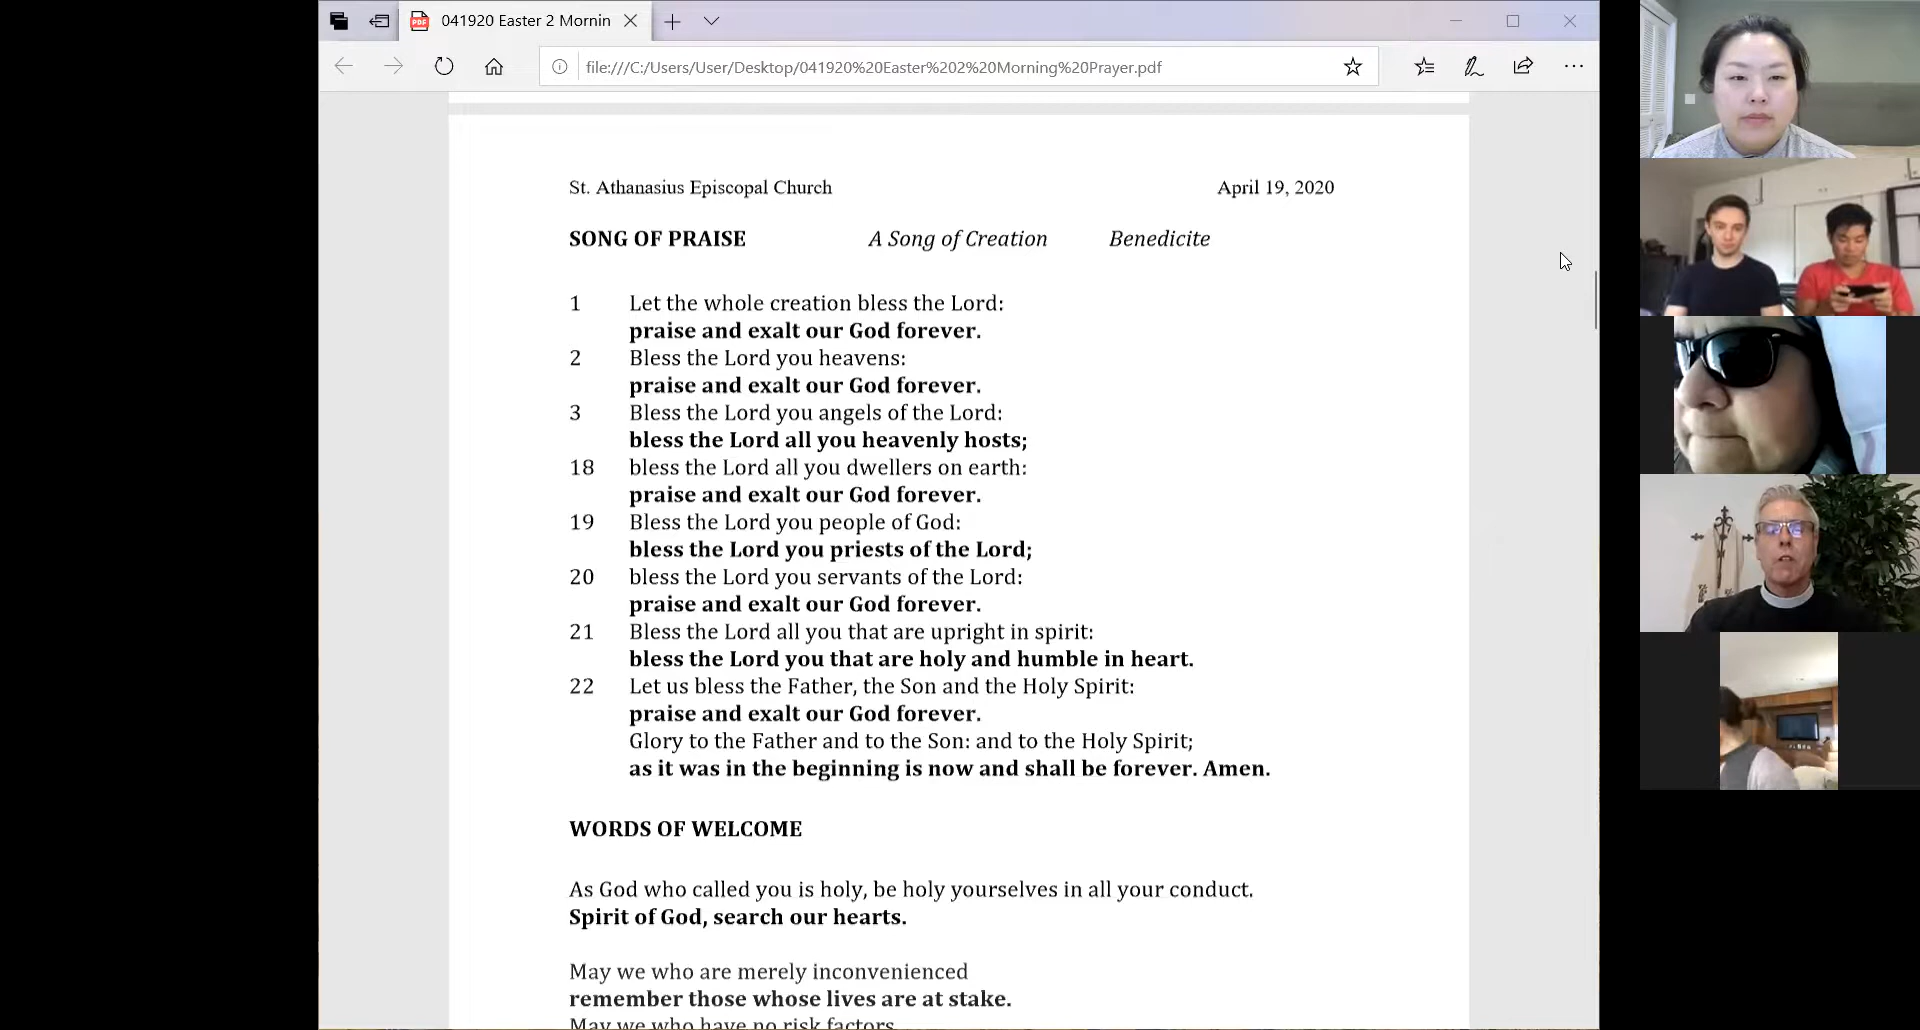 041920 Easter 2 Mornin
file:///C:/Users/User/Desktop/041920%20Easter%202%20Morning%20Prayer.pdf
St. Athanasius Episcopal Church April 19, 2020
SONG OF PRAISE A Song of Creation Benedicite
1 Let the whole creation bless the Lord:
praise and exalt our God forever.
2 Bless the Lord you heavens:
praise and exalt our God forever.
3 Bless the Lord you angels of the Lord:
bless the Lord all you heavenly hosts;
18 bless the Lord all you dwellers on earth:
praise and exalt our God forever.
19 Bless the Lord you people of God:
bless the Lord you priests of the Lord;
20 bless the Lord you servants of the Lord:
praise and exalt our God forever.
21 Bless the Lord all you that are upright in spirit:
bless the Lord you that are holy and humble in heart.
22 Let us bless the Father, the Son and the Holy Spirit:
praise and exalt our God forever.
Glory to the Father and to the Son: and to the Holy Spirit;
as it was in the beginning is now and shall be forever. Amen.
WORDS OF WELCOME
As God who called you is holy, be holy yourselves in all your conduct.
Spirit of God, search our hearts.
May we who are merely inconvenienced
remember those whose lives are at stake.
May we who have no risk factors